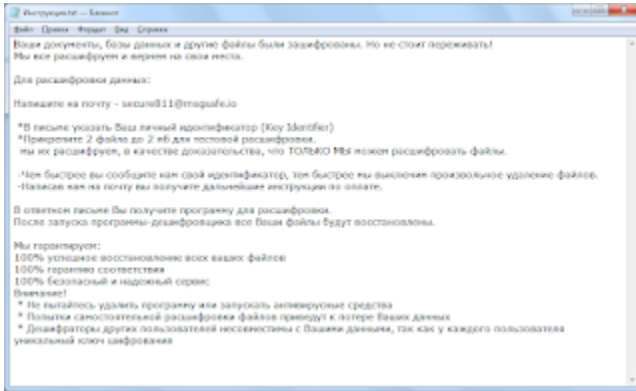 Инструкция.txt — Блокнот
Файл Правка Формат Вид Справка
Ваши документы, базы данных и другие файлы были зашифрованы. Но не стоит переживать!
Мы все расшифруем и вернем на свои места.
Для расшифровки данных:
Напишите на почту -
*В письме указать Ваш личный идентификатор (Key Identifier)
*Прикрепите 2 файла до 2 мб для тестовой расшифровки.
мы их расшифруем, в качестве доказательства, что ТОЛЬКО МЫ можем расшифровать файлы.
-Чем быстрее вы сообщите нам свой идентификатор, тем быстрее мы выключим произвольное удаление файлов.
-Написав нам на почту вы получите дальнейшие инструкции по оплате.
В ответном письме Вы получите программу для расшифровки.
После запуска программы-дешифровщика все Ваши файлы будут восстановлены.
Мы гарантируем:
100% успешное восстановление всех ваших файлов
100% гарантию соответствия
100% безопасный и надежный сервис
Внимание!
* Не пытайтесь удалить программу или запускать антивирусные средства
* Попытки самостоятельной расшифровки файлов приведут к потере Ваших данных
* Дешифраторы других пользователей несовместимы с Вашими данными, так как у каждого пользователя
уникальный ключ шифрования